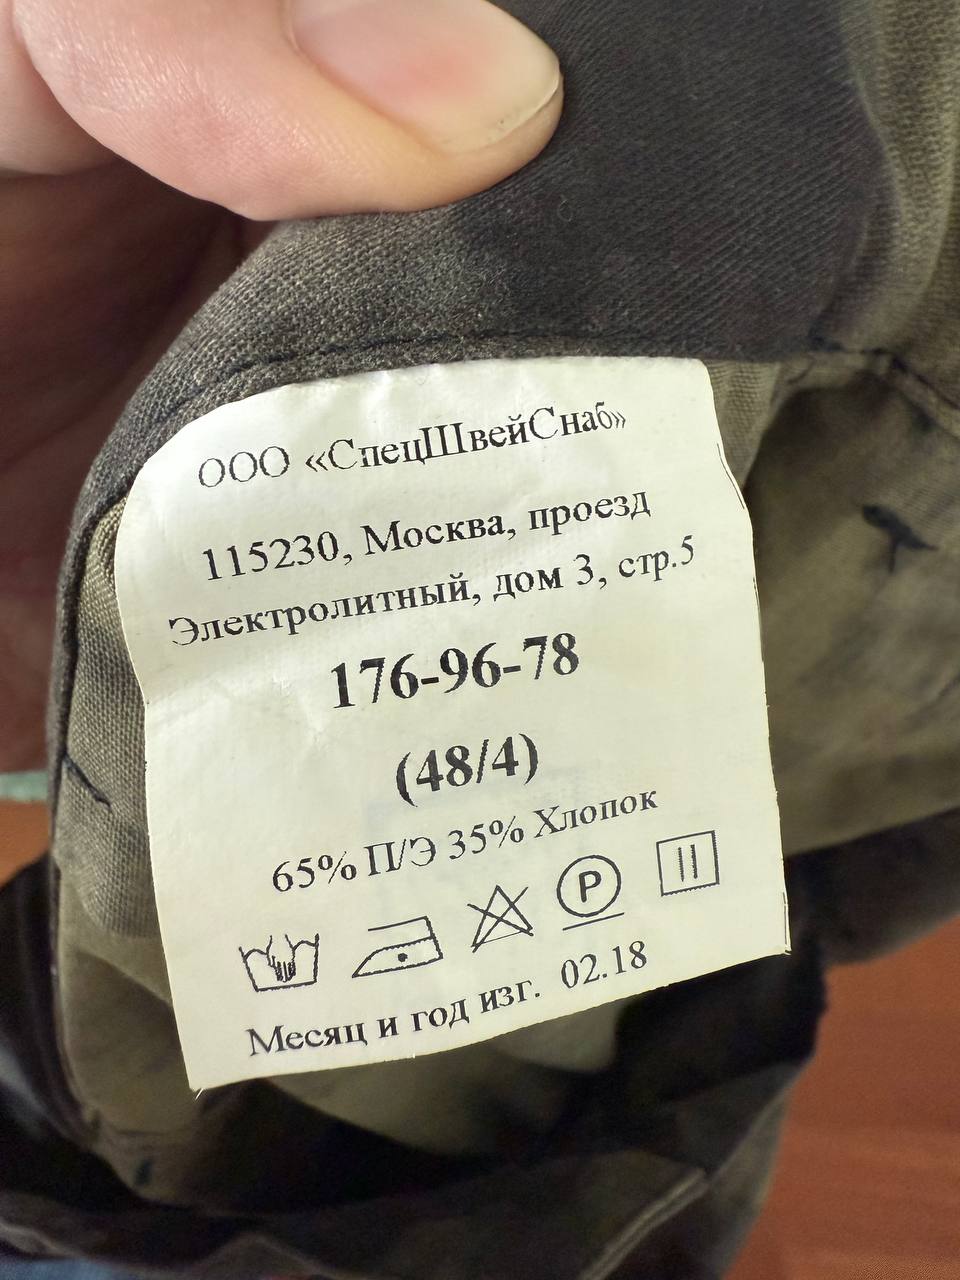 ООО «СпецШвейСнаб»
115230, Москва, проезд
Электролитный, дом 3, стр.5
176-96-78
(48/4)
65% П/Э 35% Хлопок
P
Месяц и год изг. 02.18